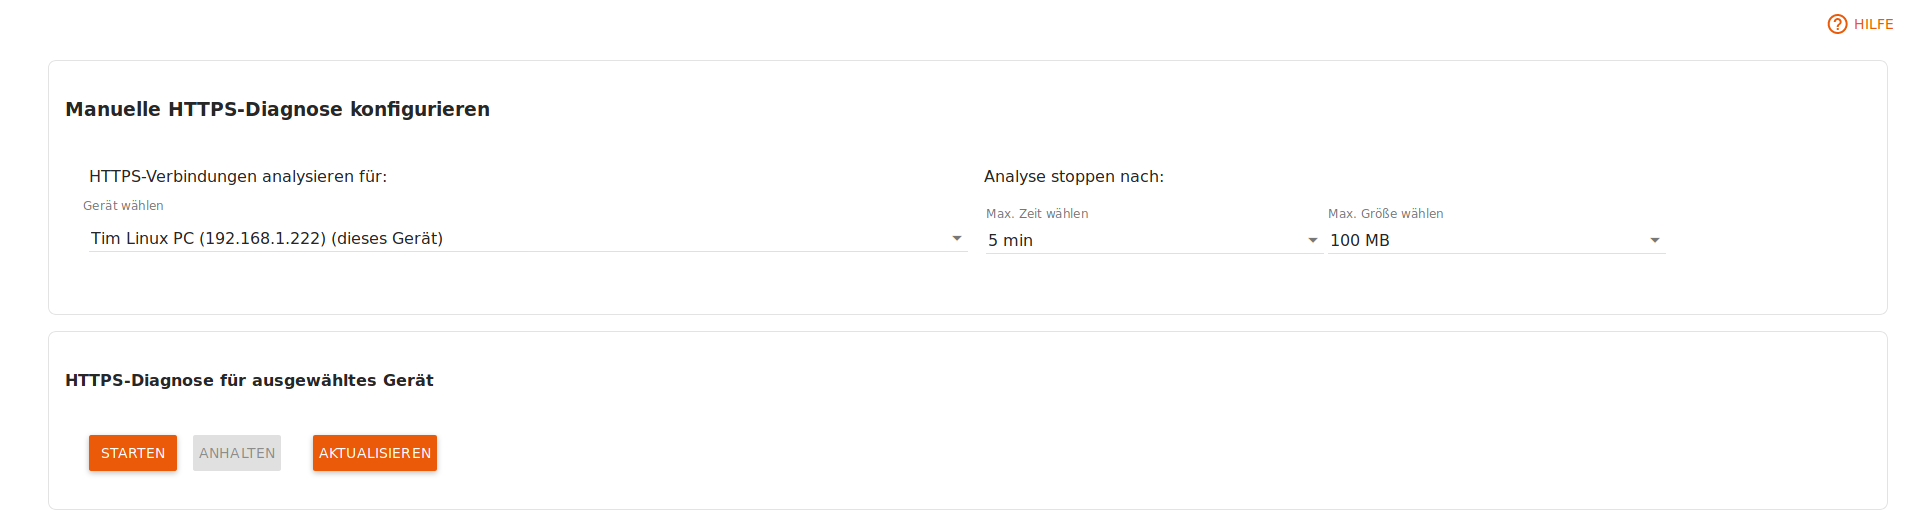 HILFE
Manuelle HTTPS-Diagnose konfigurieren
HTTPS-Verbindungen analysieren für:
Gerät wählen
Tim Linux PC (192.168.1.222) (dieses Gerät)
Analyse stoppen nach:
Max. Zeit wählen
5 min
Max. Größe wählen
100 MB
HTTPS-Diagnose für ausgewähltes Gerät
STARTEN
ANHALTEN
AKTUALISIEREN